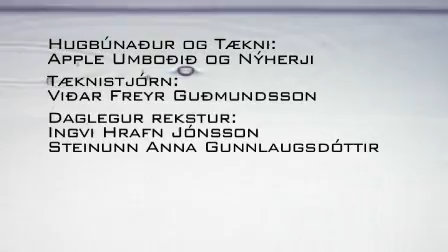 Hugbúnaður og Tækni:
Apple Umboðið og Nýherji
Tæknistjórn:
Viðar Freyr Guðmundsson
Daglegur rekstur:
Ingvi Hrafn Jónsson
Steinunn Anna Gunnlaugsdóttir